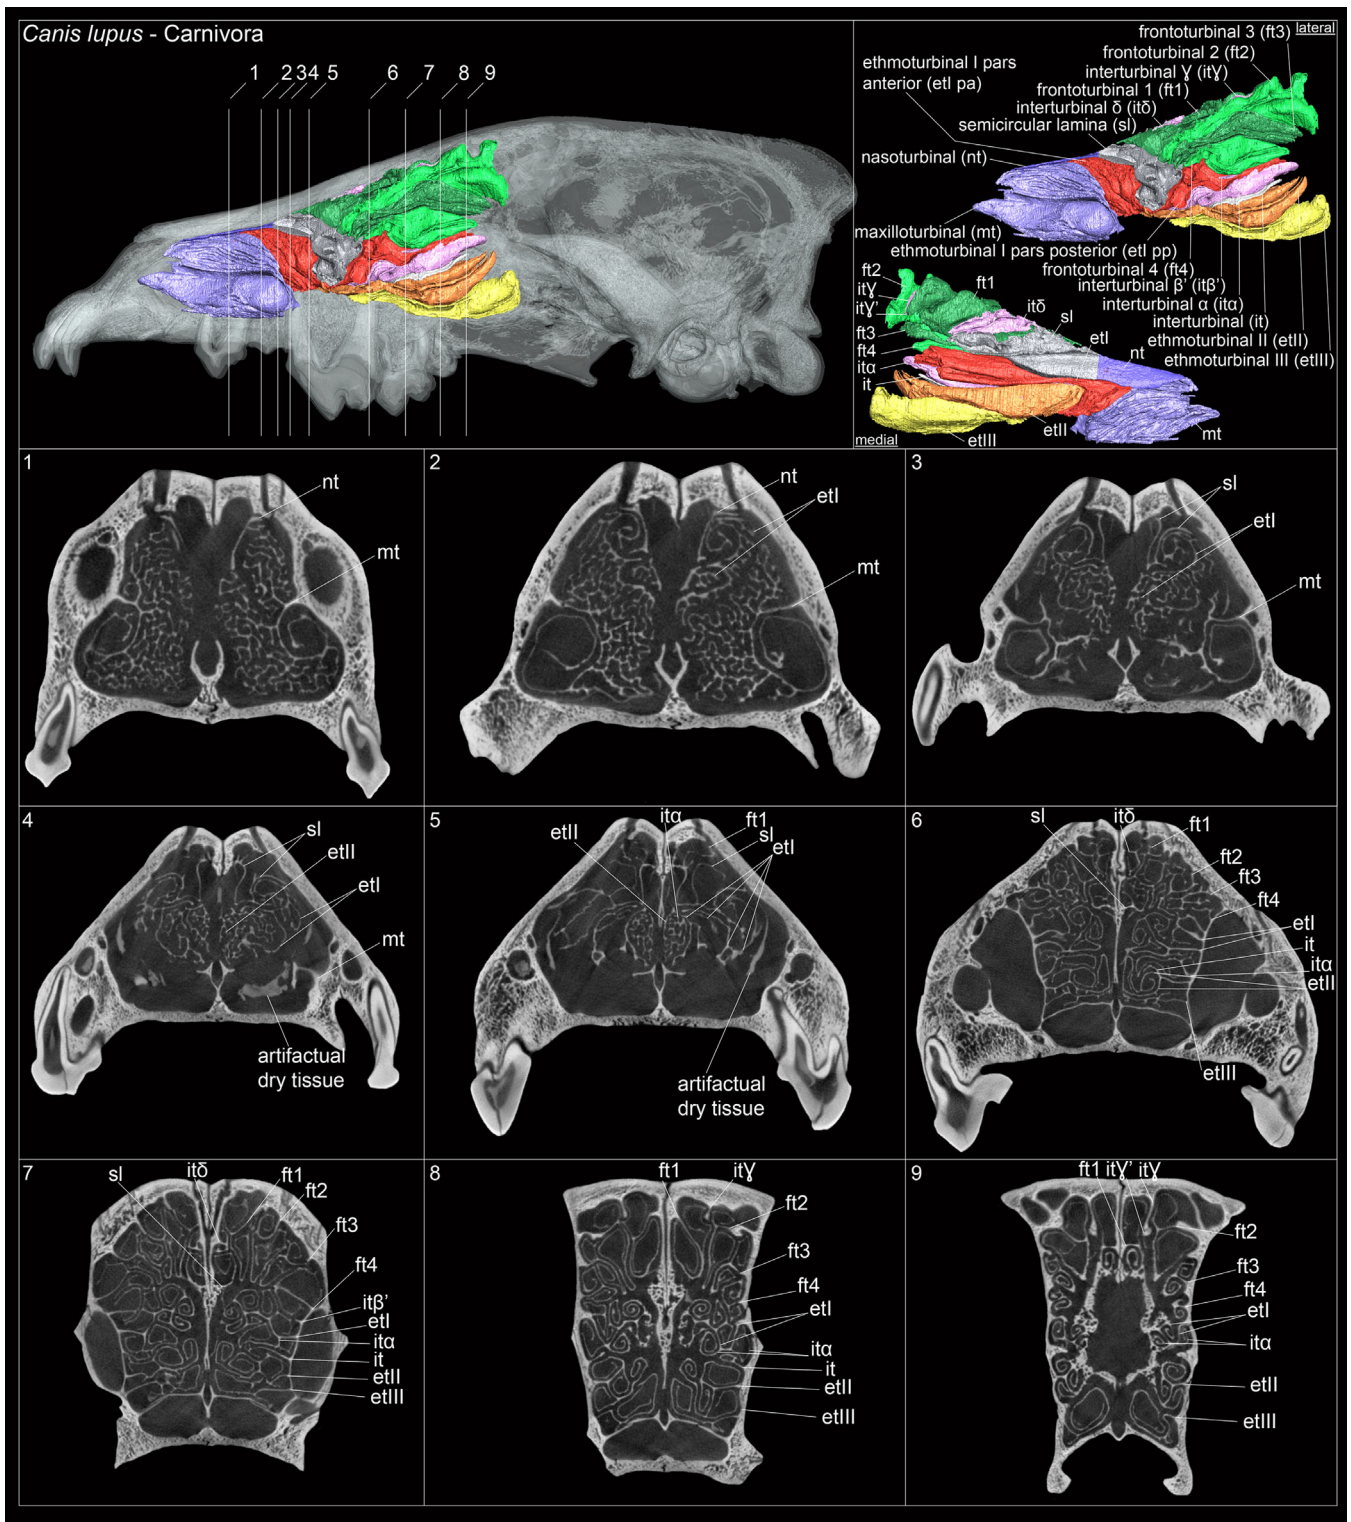 Canis lupus - Carnivora
1 2 3 4 5 6 7 8 9
lateral
frontoturbinal 3 (ft3)
frontoturbinal 2 (ft2)
interturbinal Ɣ (itƔ)
frontoturbinal 1 (ft1)
interturbinal δ (itδ)
semicircular lamina (sl)
ethmoturbinal I pars
anterior (etI pa)
nasoturbinal (nt)
maxilloturbinal (mt)
ethmoturbinal I pars posterior (etI pp)
frontoturbinal 4 (ft4)
interturbinal β’ (itβ’)
interturbinal α (itα)
interturbinal (it)
ethmoturbinal II (etII)
ethmoturbinal III (etIII)
ft2
itƔ
itƔ’
ft3
ft4
itα
it
ft1
itδ
sl
etI
nt
etII
etIII
mt
medial
1
nt
mt
2
nt
etI
mt
3
sl
etI
mt
4
sl
etII
etI
mt
artifactual
dry tissue
5
etII
itα
ft1
sl
etI
artifactual
dry tissue
6
sl
itδ
ft1
ft2
ft3
ft4
etI
it
itα
etII
etIII
7
sl
itδ
ft1
ft2
ft3
ft4
itβ’
etI
itα
it
etII
etIII
8
ft1
itƔ
ft2
ft3
ft4
etI
itα
it
etII
etIII
9
ft1 itƔ’ itƔ
ft2
ft3
ft4
etI
itα
etII
etIII